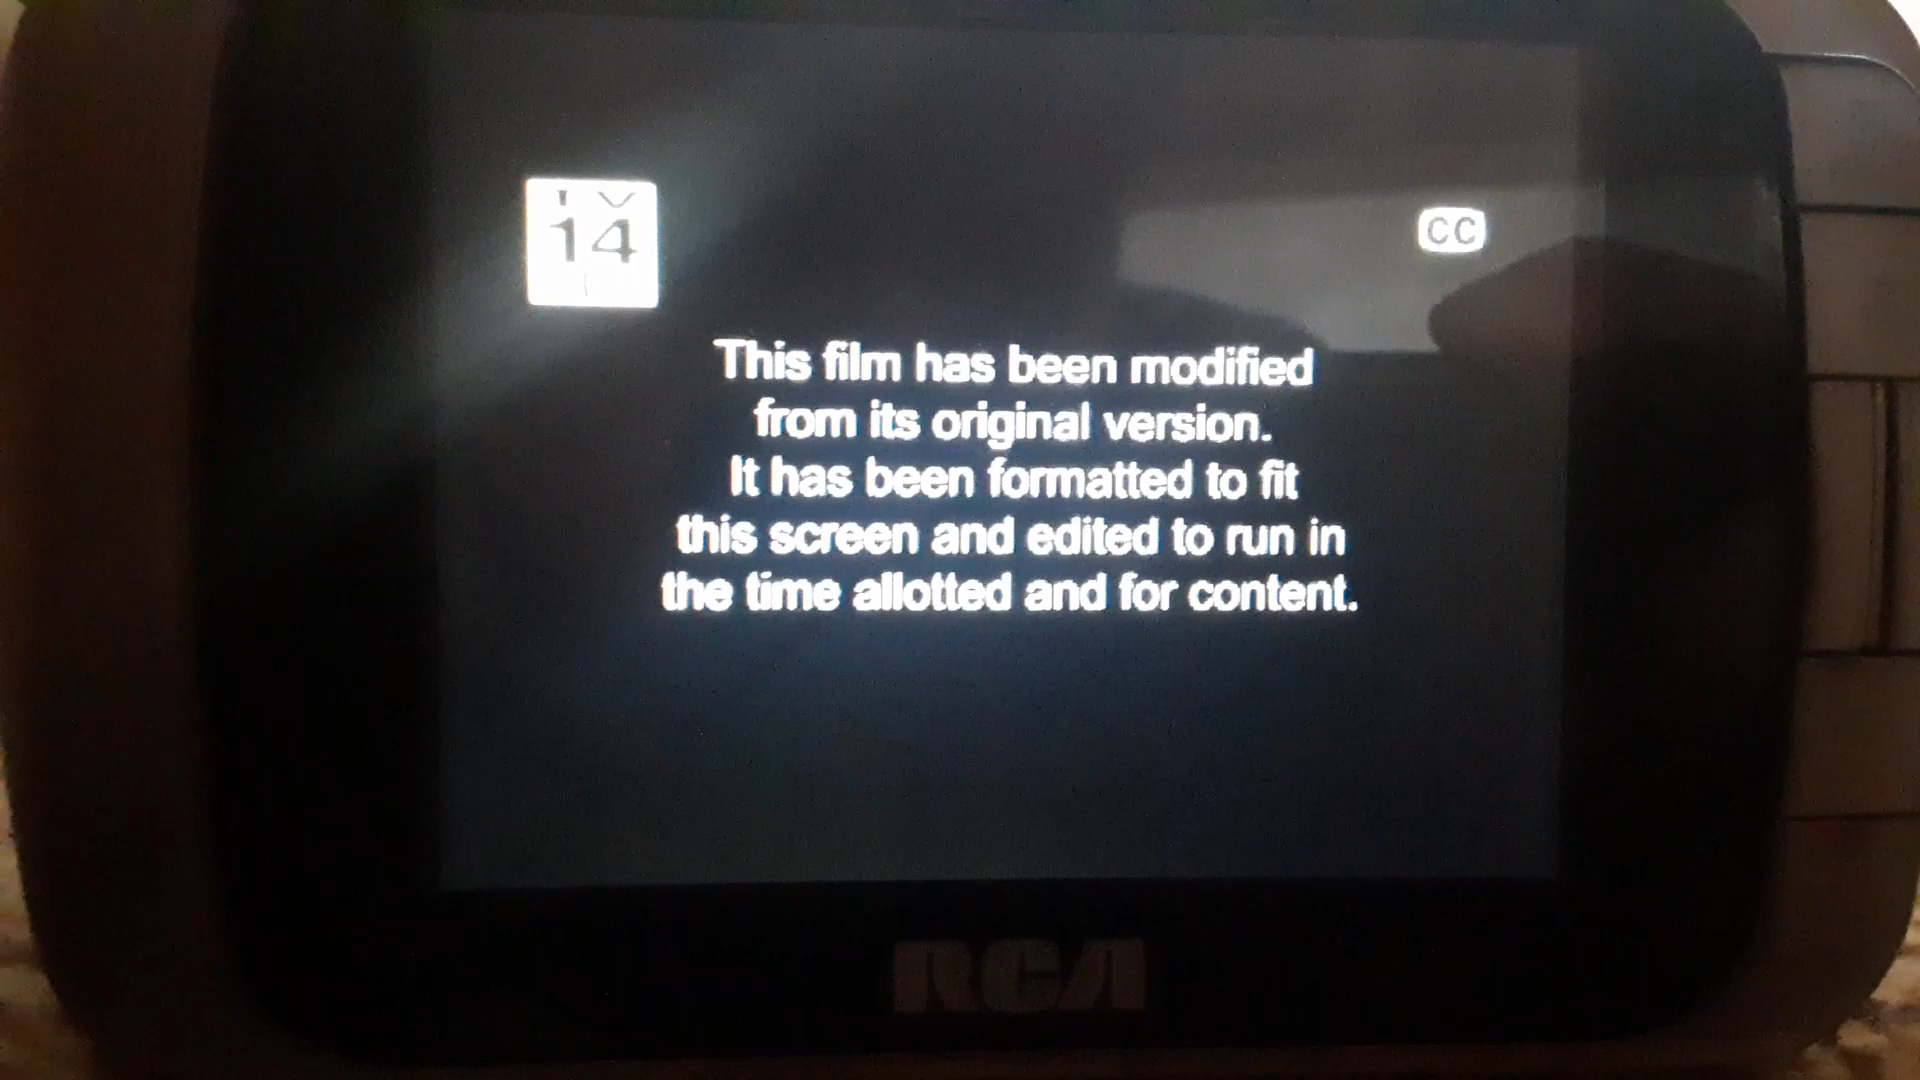 TV
14
CC
This film has been modified
from its original version.
It has been formatted to fit
this screen and edited to run in
the time allotted and for content.
RCA